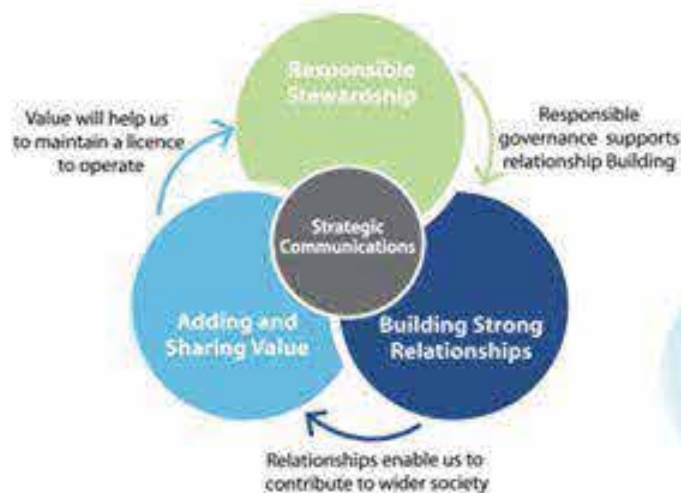 Responsible
Stewardship
Value will help us
to maintain a licence
to operate
Responsible
governance supports
relationship Building
Strategic
Communications
Adding and
Sharing Value
Building Strong
Relationships
Relationships enable us to
contribute to wider society